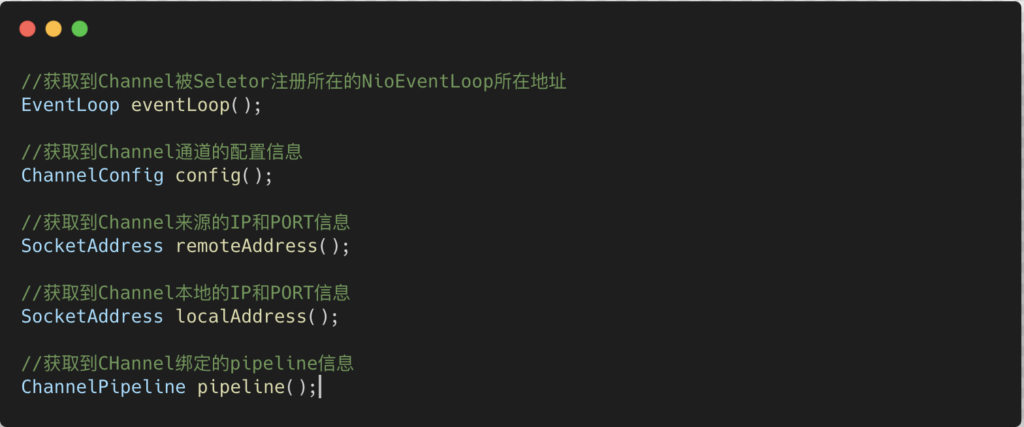 //获取到Channel被Seletor注册所在的NioEventLoop所在地址
EventLoop eventLoop();
//获取到Channel通道的配置信息
ChannelConfig config();
//获取到Channel来源的IP和PORT信息
SocketAddress remoteAddress();
//获取到Channel本地的IP和PORT信息
SocketAddress localAddress();
//获取到CHannel绑定的pipeline信息
ChannelPipeline pipeline();